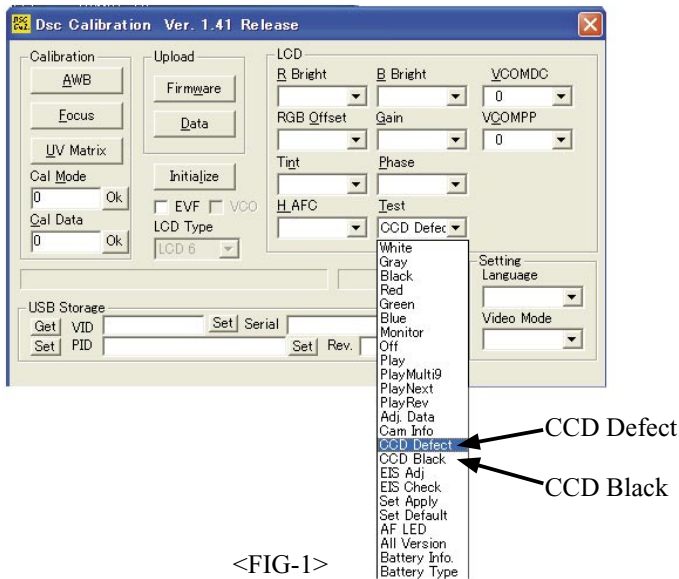 DSC CalZ Dsc Calibration Ver. 1.41 Release
Calibration
AWB
Focus
UV Matrix
Cal Mode
0 Ok
Cal Data
0 Ok
Upload
Firmware
Data
Initialize
EVF VCO
LCD Type
LCD 6
LCD
R Bright B Bright VCOMDC
0
RGB Offset Gain VCOMPP
0
Tint Phase
H AFC Test
CCD Defec
White
Gray
Black
Red
Green
Blue
Monitor
Off
Play
PlayMulti9
PlayNext
PlayRev
Adj. Data
Cam Info
CCD Defect
CCD Black
EIS Adj
EIS Check
Set Apply
Set Default
AF LED
All Version
Battery Info.
Battery Type
Setting
Language
Video Mode
USB Storage
Get VID Set Serial
Set PID Set Rev.
CCD Defect
CCD Black
<FIG-1>